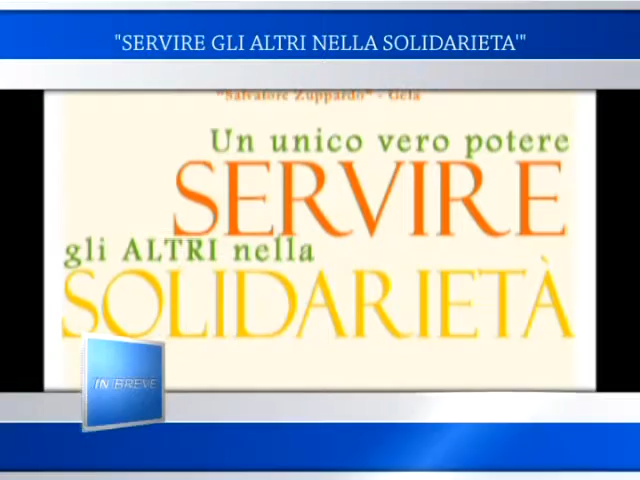 "SERVIRE GLI ALTRI NELLA SOLIDARIETA'"
"Salvatore Zuppardo" - Gela
Un unico vero potere
SERVIRE
gli ALTRI nella
SOLIDARIETÀ
IN BREVE